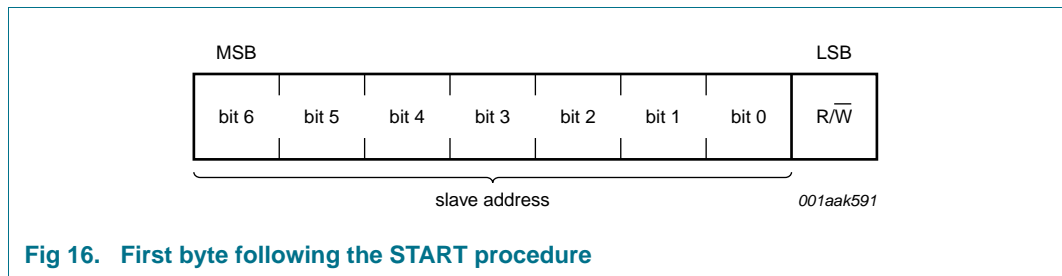 MSB LSB
bit 6 bit 5 bit 4 bit 3 bit 2 bit 1 bit 0 R/W̅
slave address 001aak591
Fig 16. First byte following the START procedure